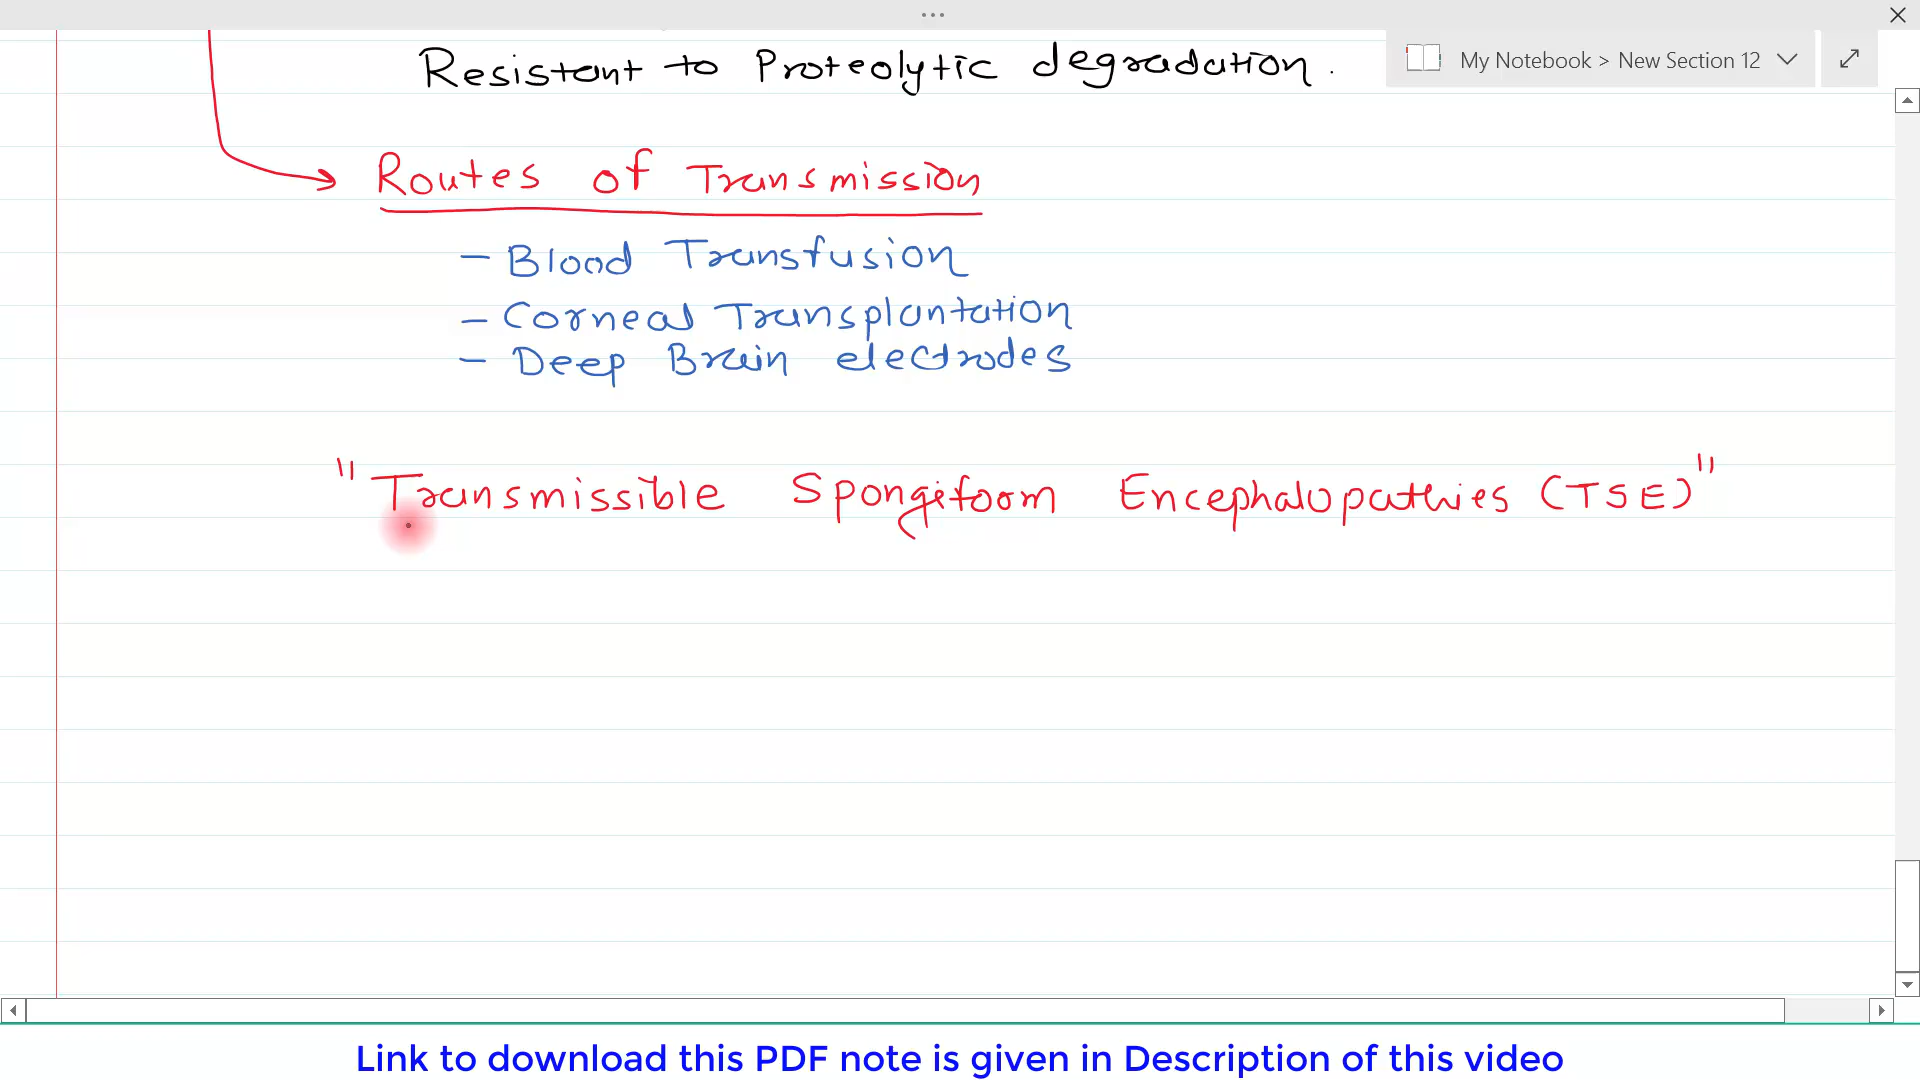 Resistant to Proteolytic degradation.
My Notebook > New Section 12
Routes of Transmission
- Blood Transfusion
- Corneal Transplantation
- Deep Brain electrodes
"Transmissible Spongiform Encephalopathies (TSE)"
Link to download this PDF note is given in Description of this video